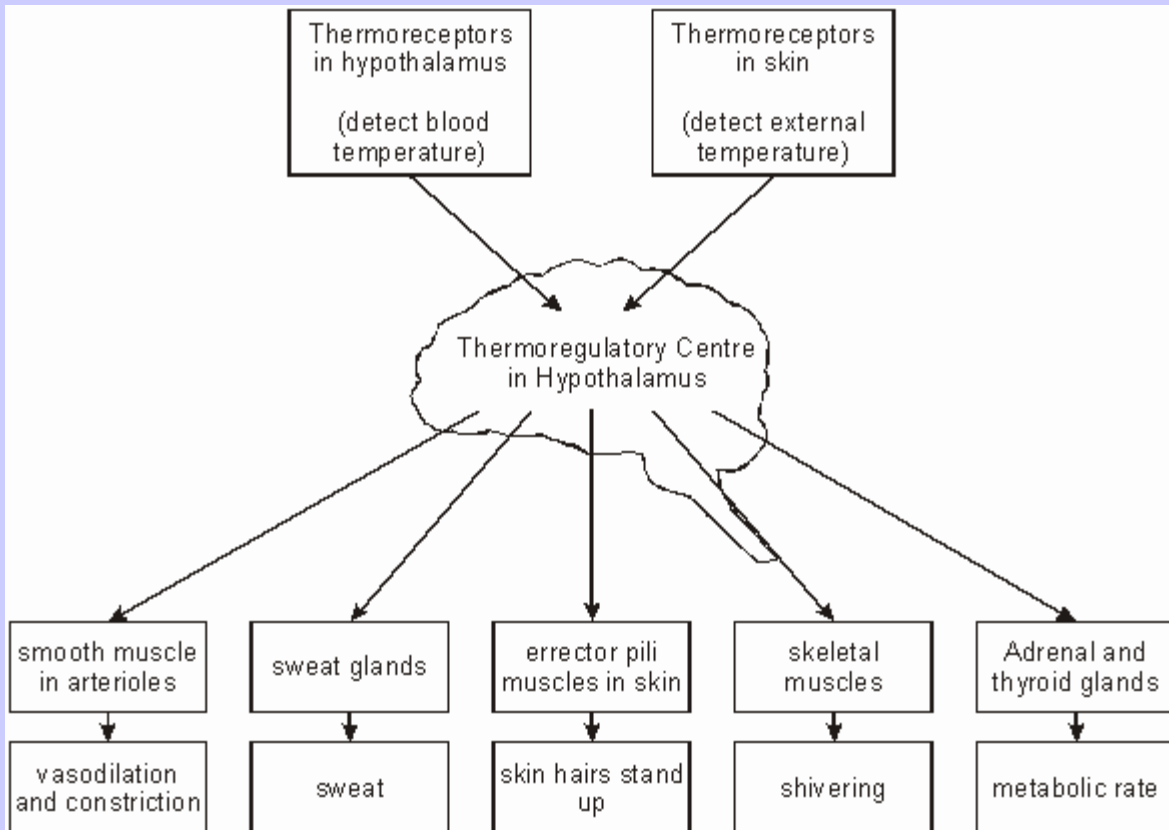 Thermoreceptors
in hypothalamus
(detect blood
temperature)
Thermoreceptors
in skin
(detect external
temperature)
Thermoregulatory Centre
in Hypothalamus
smooth muscle
in arterioles
sweat glands
errector pili
muscles in skin
skeletal
muscles
Adrenal and
thyroid glands
vasodilation
and constriction
sweat
skin hairs stand
up
shivering
metabolic rate